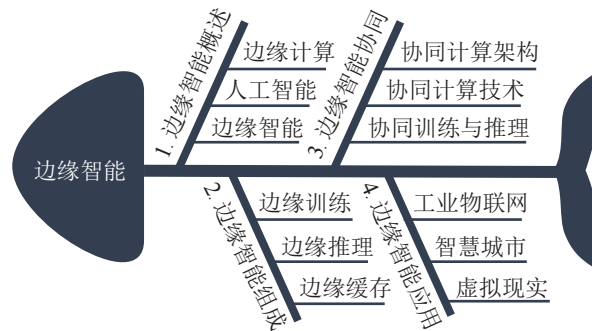 边缘智能
1. 边缘智能概述
边缘计算
人工智能
边缘智能
2. 边缘智能组成
边缘训练
边缘推理
边缘缓存
3. 边缘智能协同
协同计算架构
协同计算技术
协同训练与推理
4. 边缘智能应用
工业物联网
智慧城市
虚拟现实